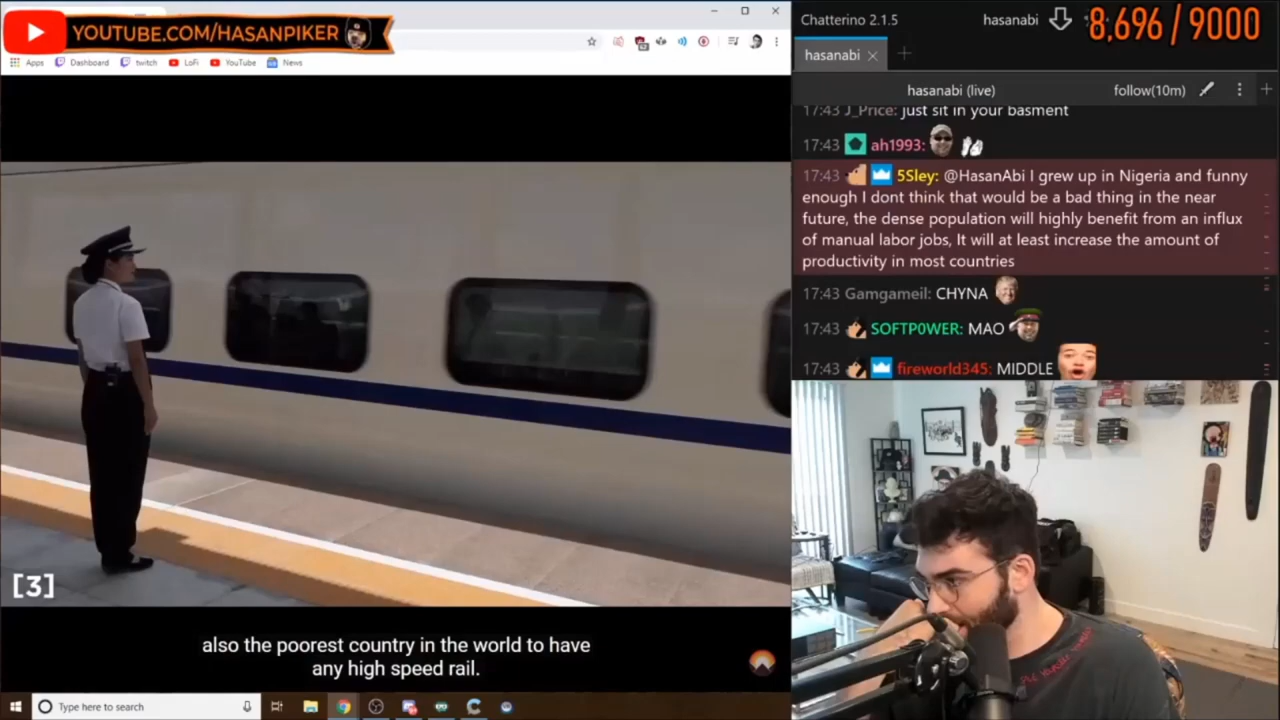 YOUTUBE.COM/HASANPIKER
Apps
Dashboard
twitch
LoFi
YouTube
News
[3]
also the poorest country in the world to have
any high speed rail.
Type here to search
Chatterino 2.1.5
hasanabi
8,696 / 9000
hasanabi
hasanabi (live)
follow(10m)
17:43 J_Price: just sit in your basment
17:43 ah1993:
17:43 5Sley: @HasanAbi I grew up in Nigeria and funny
enough I dont think that would be a bad thing in the near
future, the dense population will highly benefit from an influx
of manual labor jobs, It will at least increase the amount of
productivity in most countries
17:43 Gamgameil: CHYNA
17:43 SOFTP0WER: MAO
17:43 fireworld345: MIDDLE